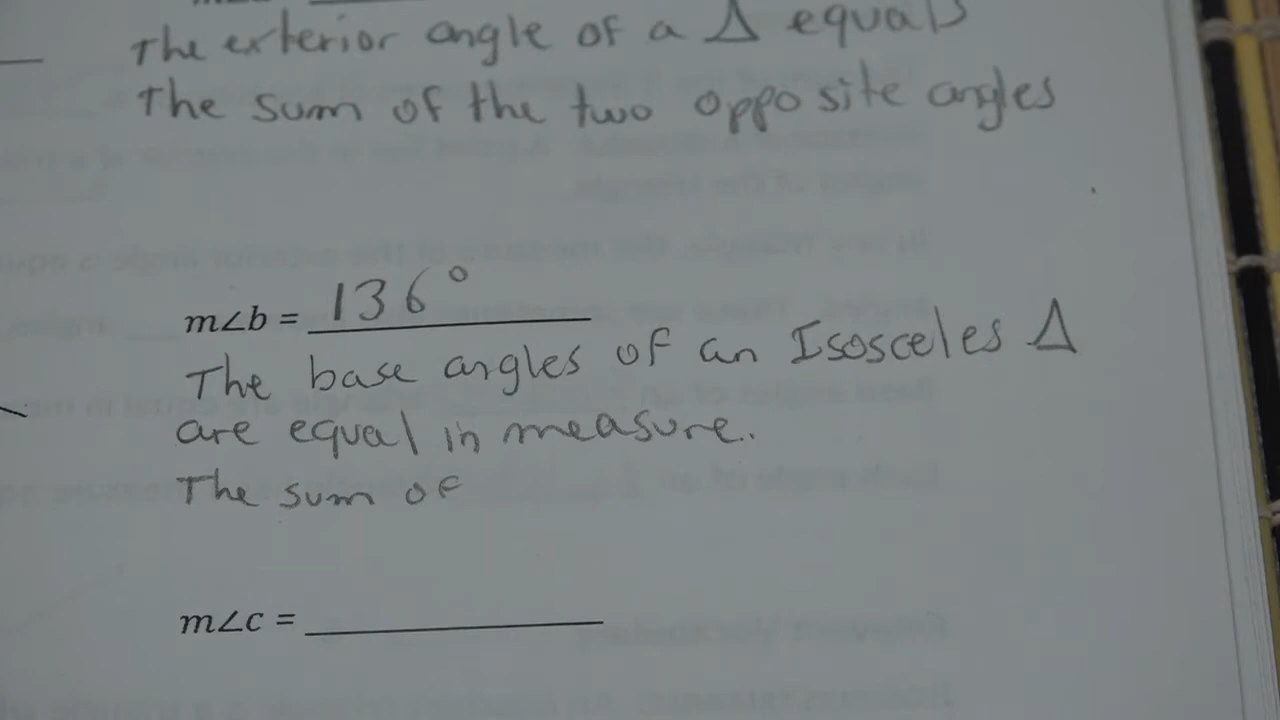 The exterior angle of a Δ equals
The sum of the two opposite angles
m∠b = 136°
The base angles of an Isosceles Δ
are equal in measure.
The sum of
m∠c =